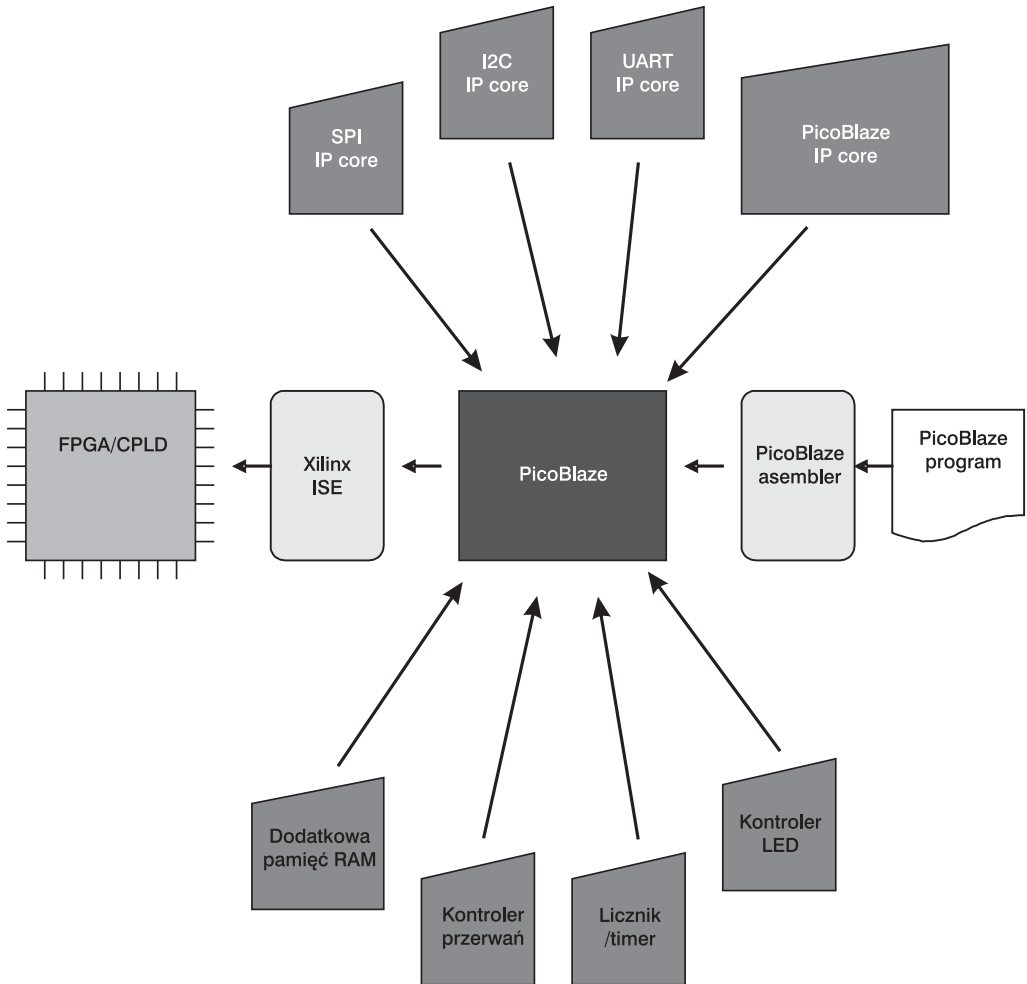 I2C
IP core
UART
IP core
SPI
IP core
PicoBlaze
IP core
FPGA/CPLD
Xilinx
ISE
PicoBlaze
PicoBlaze
asembler
PicoBlaze
program
Dodatkowa
pamięć RAM
Kontroler
przerwań
Licznik
/timer
Kontroler
LED